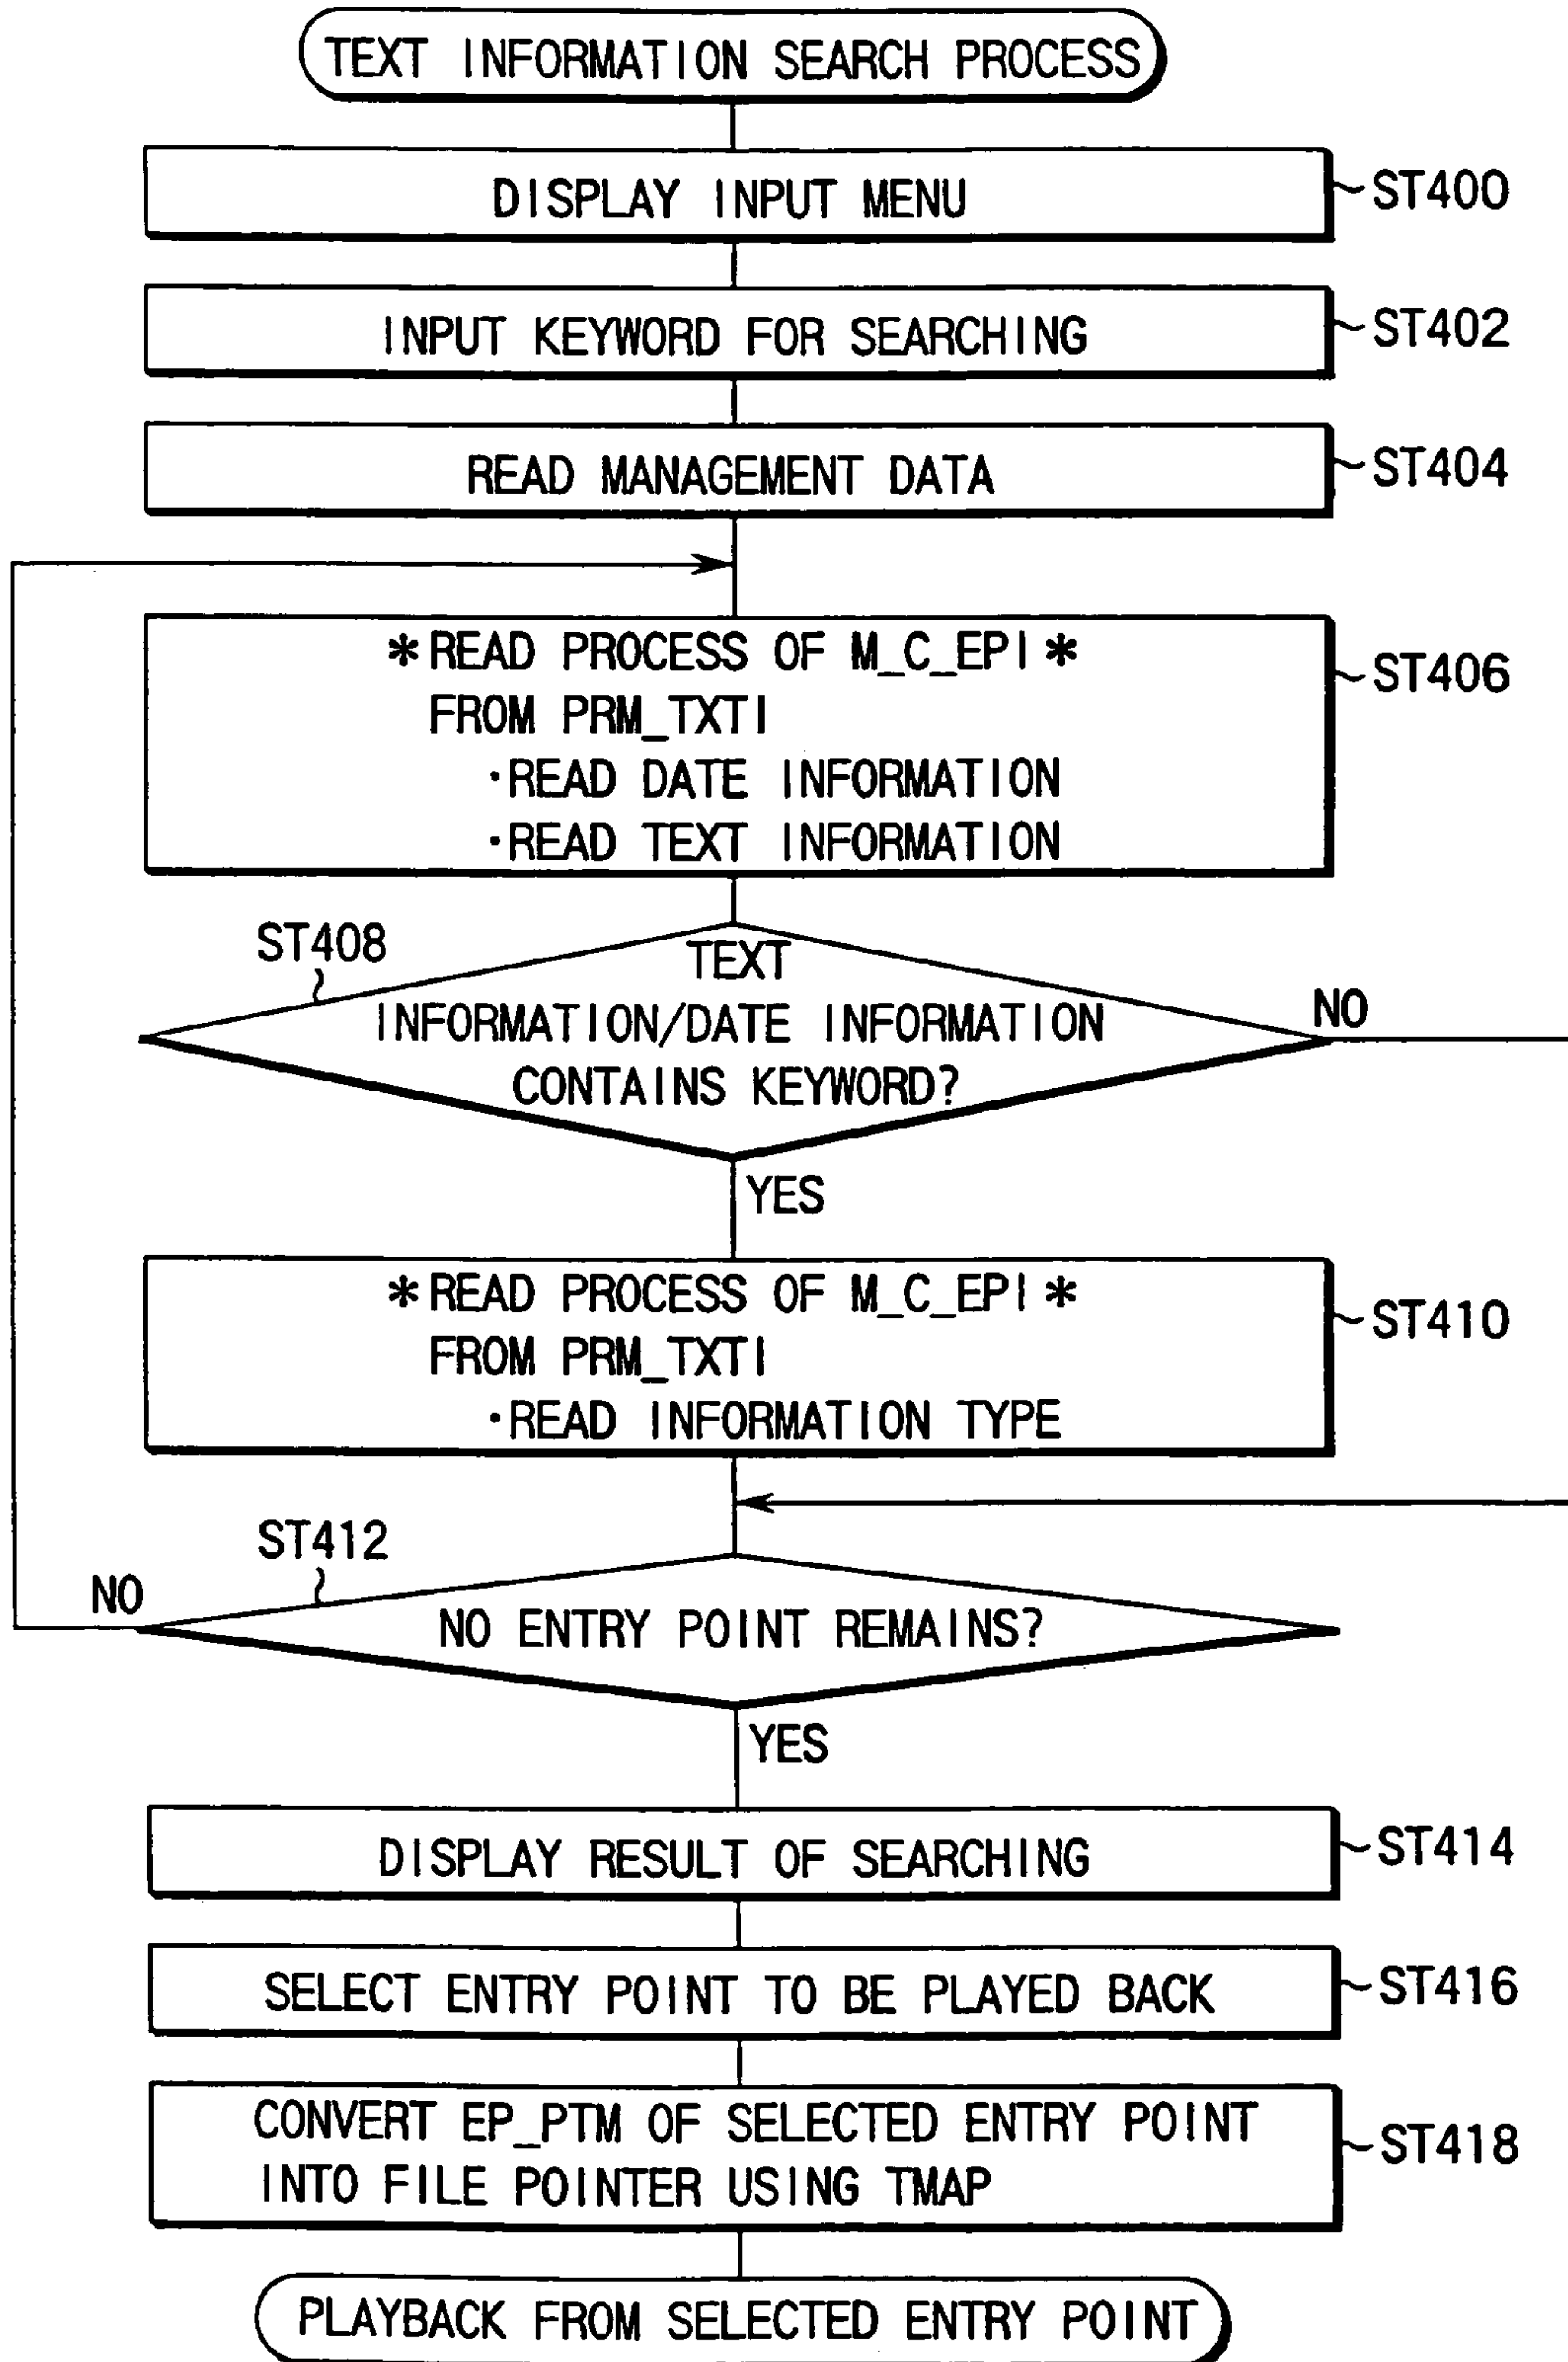 TEXT INFORMATION SEARCH PROCESS
DISPLAY INPUT MENU
ST400
INPUT KEYWORD FOR SEARCHING
ST402
READ MANAGEMENT DATA
ST404
*READ PROCESS OF M_C_EPI*
FROM PRM_TXTI
·READ DATE INFORMATION
·READ TEXT INFORMATION
ST406
ST408
TEXT
INFORMATION/DATE INFORMATION
CONTAINS KEYWORD?
NO
YES
*READ PROCESS OF M_C_EPI*
FROM PRM_TXTI
·READ INFORMATION TYPE
ST410
ST412
NO
NO ENTRY POINT REMAINS?
YES
DISPLAY RESULT OF SEARCHING
ST414
SELECT ENTRY POINT TO BE PLAYED BACK
ST416
CONVERT EP_PTM OF SELECTED ENTRY POINT
INTO FILE POINTER USING TMAP
ST418
PLAYBACK FROM SELECTED ENTRY POINT